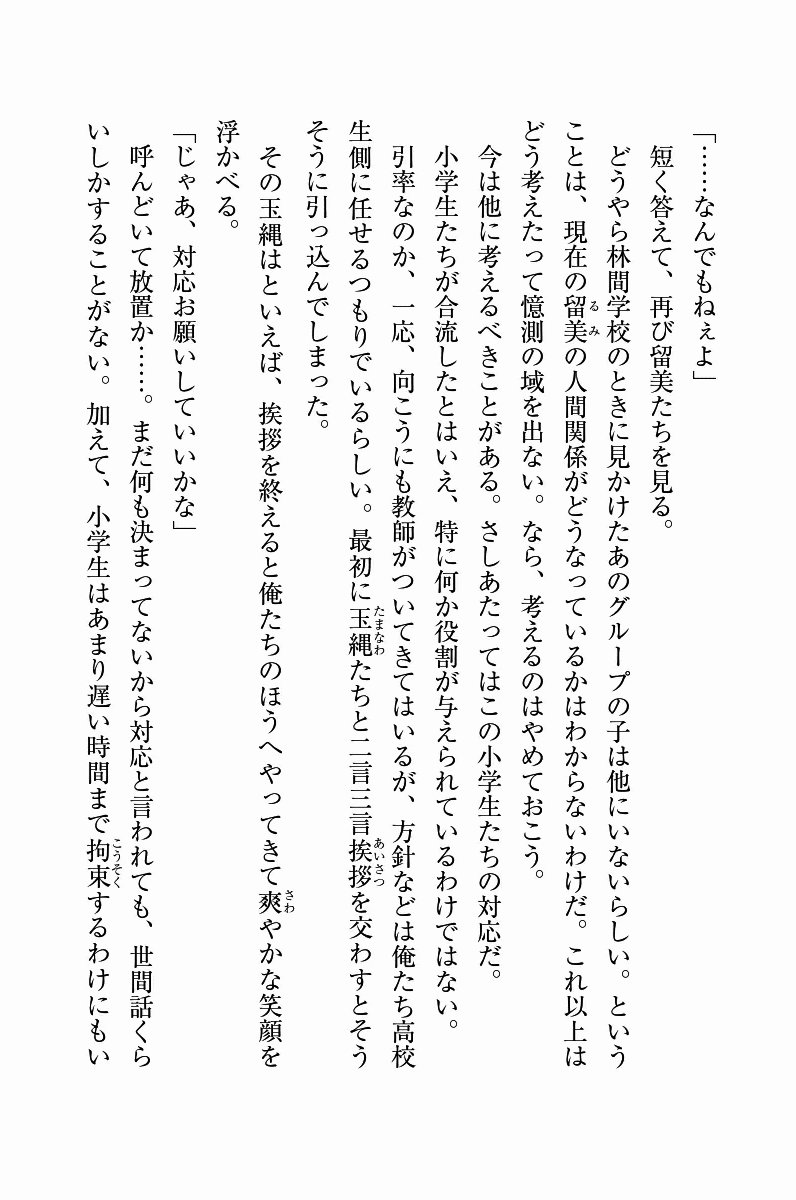 「……なんでもねぇよ」
短く答えて、再び留美たちを見る。
どうやら林間学校のときに見かけたあのグループの子は他にいないらしい。という
ことは、現在の留美の人間関係がどうなっているかはわからないわけだ。これ以上は
どう考えたって憶測の域を出ない。なら、考えるのはやめておこう。
今は他に考えるべきことがある。さしあたってはこの小学生たちの対応だ。
小学生たちが合流したとはいえ、特に何か役割が与えられているわけではない。
引率なのか、一応、向こうにも教師がついてきてはいるが、方針などは俺たち高校
生側に任せるつもりでいるらしい。最初に玉縄たちと二言三言挨拶を交わすとそう
そうに引っ込んでしまった。
その玉縄はといえば、挨拶を終えると俺たちのほうへやってきて爽やかな笑顔を
浮かべる。
「じゃあ、対応お願いしていいかな」
呼んどいて放置か……。まだ何も決まってないから対応と言われても、世間話くら
いしかすることがない。加えて、小学生はあまり遅い時間まで拘束するわけにもい
るみ
たまなわ
あいさつ
さわ
こうそく